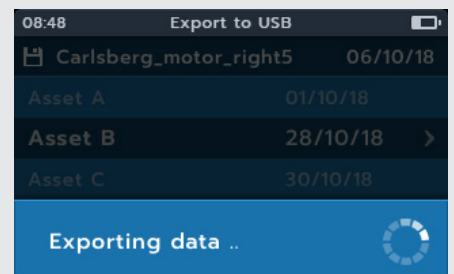 08:48 Export to USB
Carlsberg_motor_right5 06/10/18
Asset A 01/10/18
Asset B 28/10/18 >
Asset C 30/10/18
Exporting data ..